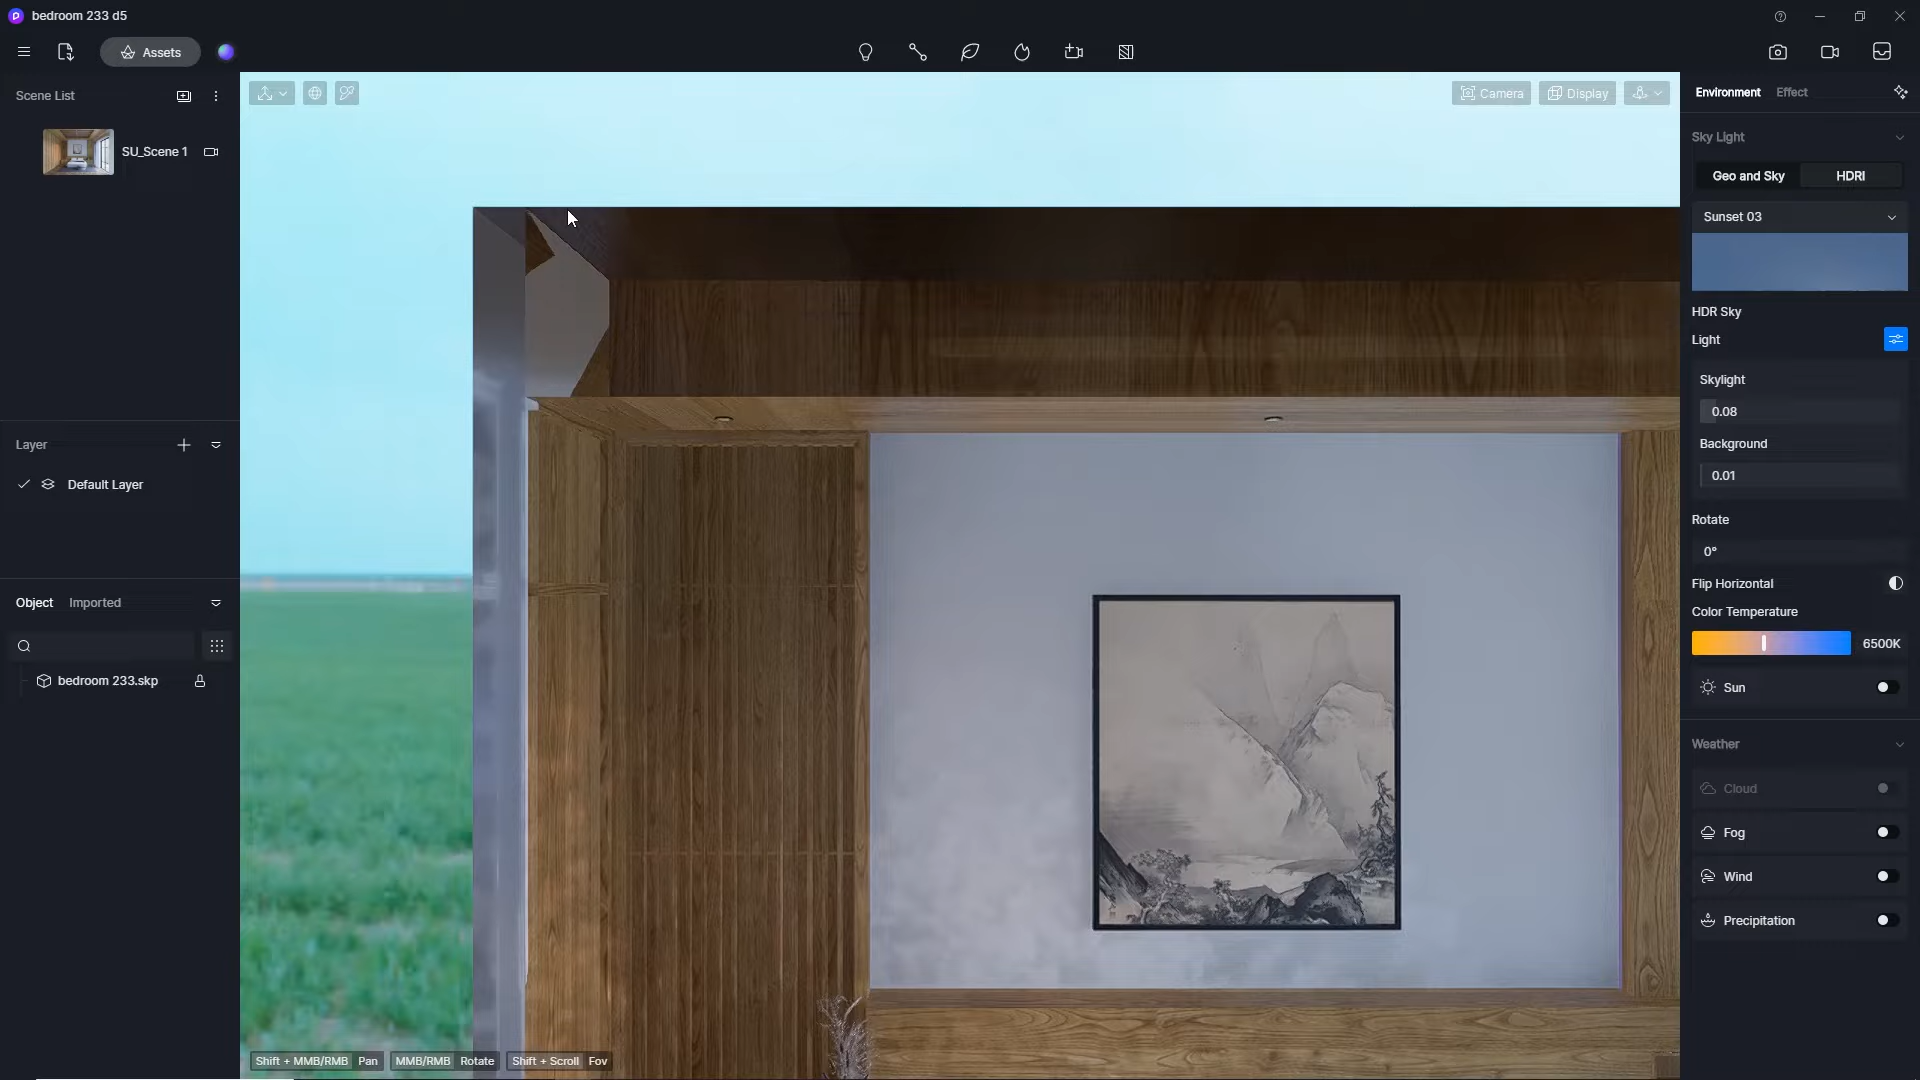 bedroom 233 d5
Assets
Scene List
SU_Scene 1
Layer
Default Layer
Object Imported
bedroom 233.skp
Camera
Display
Shift + MMB/RMB Pan
MMB/RMB Rotate
Shift + Scroll Fov
Environment Effect
Sky Light
Geo and Sky HDRI
Sunset 03
HDR Sky
Light
Skylight
0.08
Background
0.01
Rotate
0°
Flip Horizontal
Color Temperature
6500K
Sun
Weather
Cloud
Fog
Wind
Precipitation